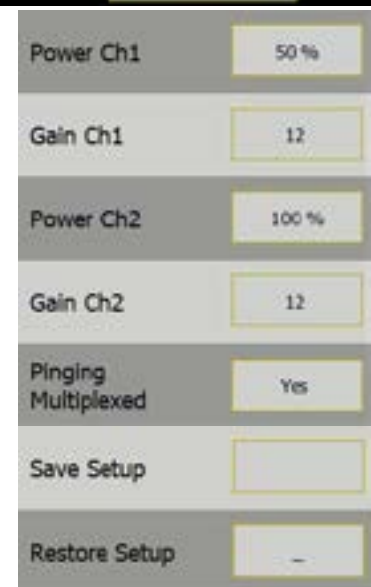 Power Ch1 50 %
Gain Ch1 12
Power Ch2 100 %
Gain Ch2 12
Pinging
Multiplexed Yes
Save Setup
Restore Setup _